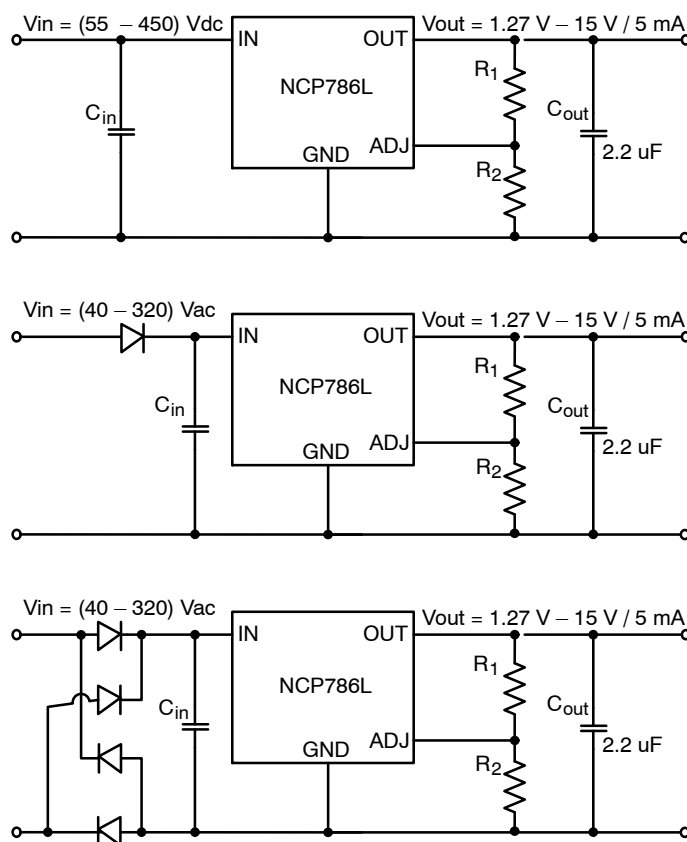 Vin = (55 – 450) Vdc
IN
OUT
Vout = 1.27 V – 15 V / 5 mA
NCP786L
R1
Cin
Cout
GND
ADJ
2.2 uF
R2
Vin = (40 – 320) Vac
IN
OUT
Vout = 1.27 V – 15 V / 5 mA
NCP786L
R1
Cin
Cout
GND
ADJ
2.2 uF
R2
Vin = (40 – 320) Vac
IN
OUT
Vout = 1.27 V – 15 V / 5 mA
NCP786L
R1
Cin
Cout
GND
ADJ
2.2 uF
R2